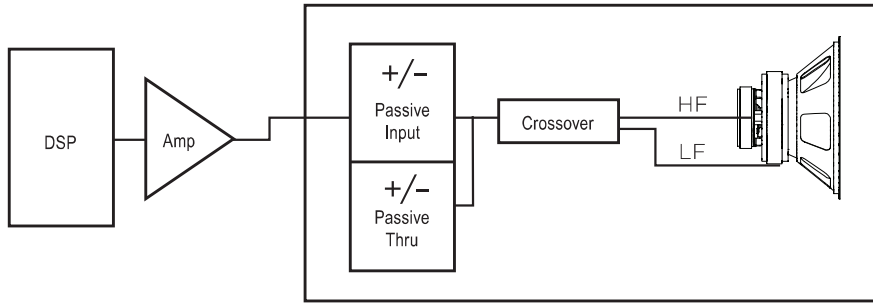 DSP
Amp
+/–
Passive
Input
+/–
Passive
Thru
Crossover
HF
LF